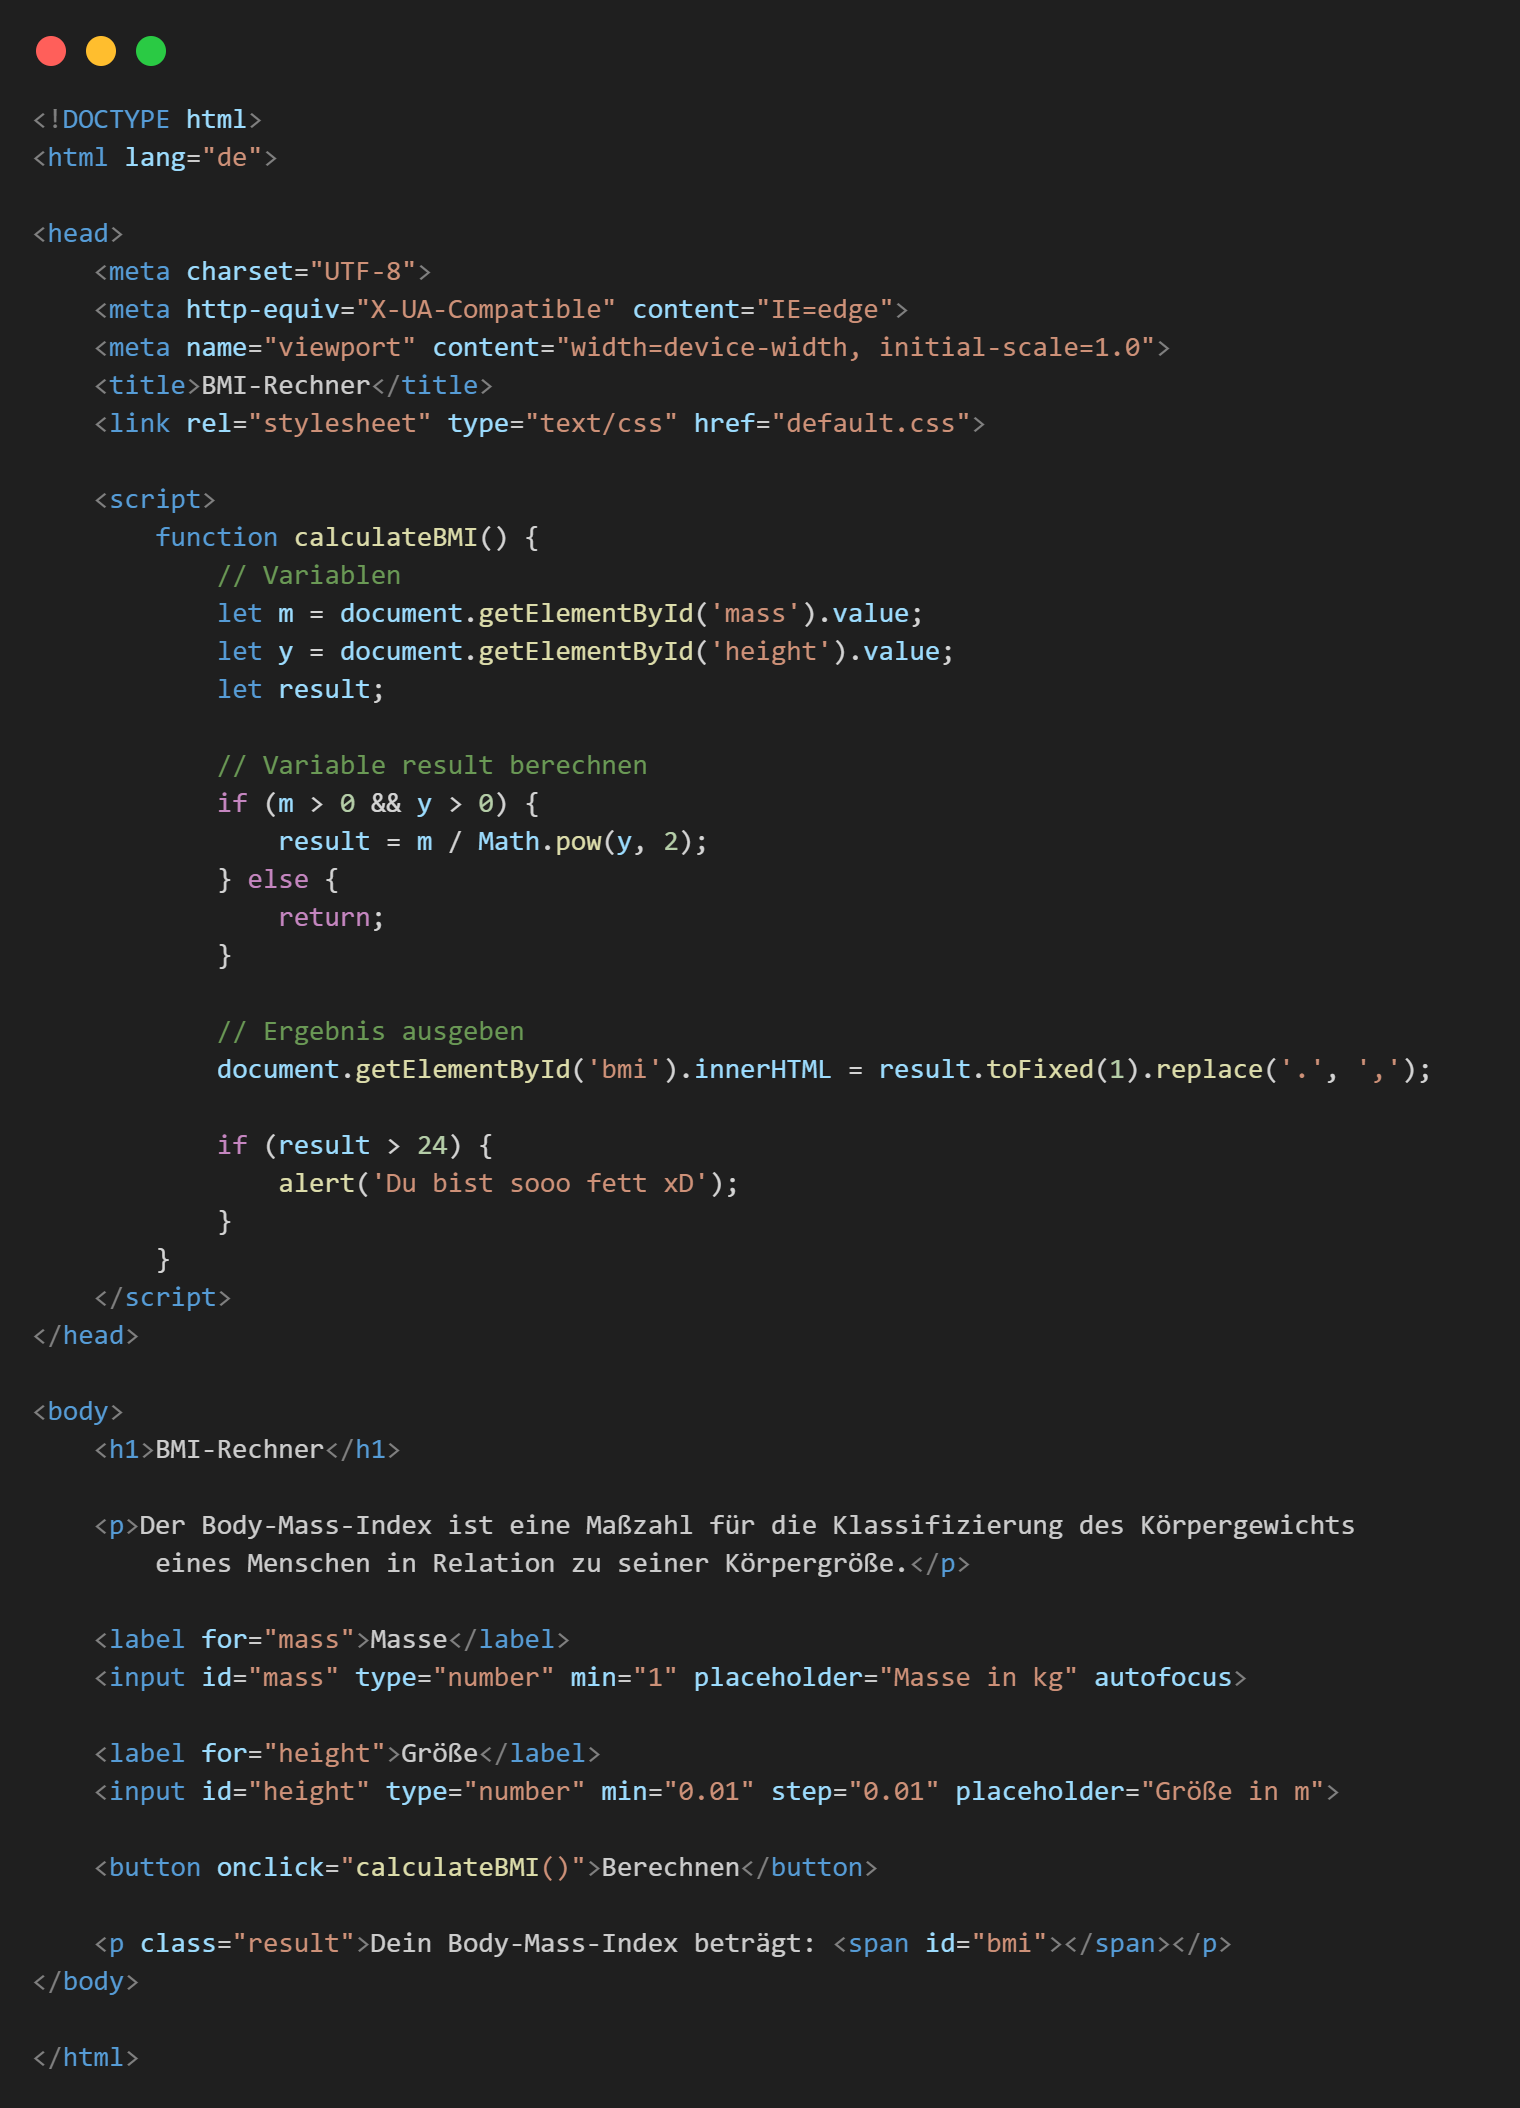 <!DOCTYPE html>
<html lang="de">

<head>
    <meta charset="UTF-8">
    <meta http-equiv="X-UA-Compatible" content="IE=edge">
    <meta name="viewport" content="width=device-width, initial-scale=1.0">
    <title>BMI-Rechner</title>
    <link rel="stylesheet" type="text/css" href="default.css">

    <script>
        function calculateBMI() {
            // Variablen
            let m = document.getElementById('mass').value;
            let y = document.getElementById('height').value;
            let result;

            // Variable result berechnen
            if (m > 0 && y > 0) {
                result = m / Math.pow(y, 2);
            } else {
                return;
            }

            // Ergebnis ausgeben
            document.getElementById('bmi').innerHTML = result.toFixed(1).replace('.', ',');

            if (result > 24) {
                alert('Du bist sooo fett xD');
            }
        }
    </script>
</head>

<body>
    <h1>BMI-Rechner</h1>

    <p>Der Body-Mass-Index ist eine Maßzahl für die Klassifizierung des Körpergewichts
        eines Menschen in Relation zu seiner Körpergröße.</p>

    <label for="mass">Masse</label>
    <input id="mass" type="number" min="1" placeholder="Masse in kg" autofocus>

    <label for="height">Größe</label>
    <input id="height" type="number" min="0.01" step="0.01" placeholder="Größe in m">

    <button onclick="calculateBMI()">Berechnen</button>

    <p class="result">Dein Body-Mass-Index beträgt: <span id="bmi"></span></p>
</body>

</html>